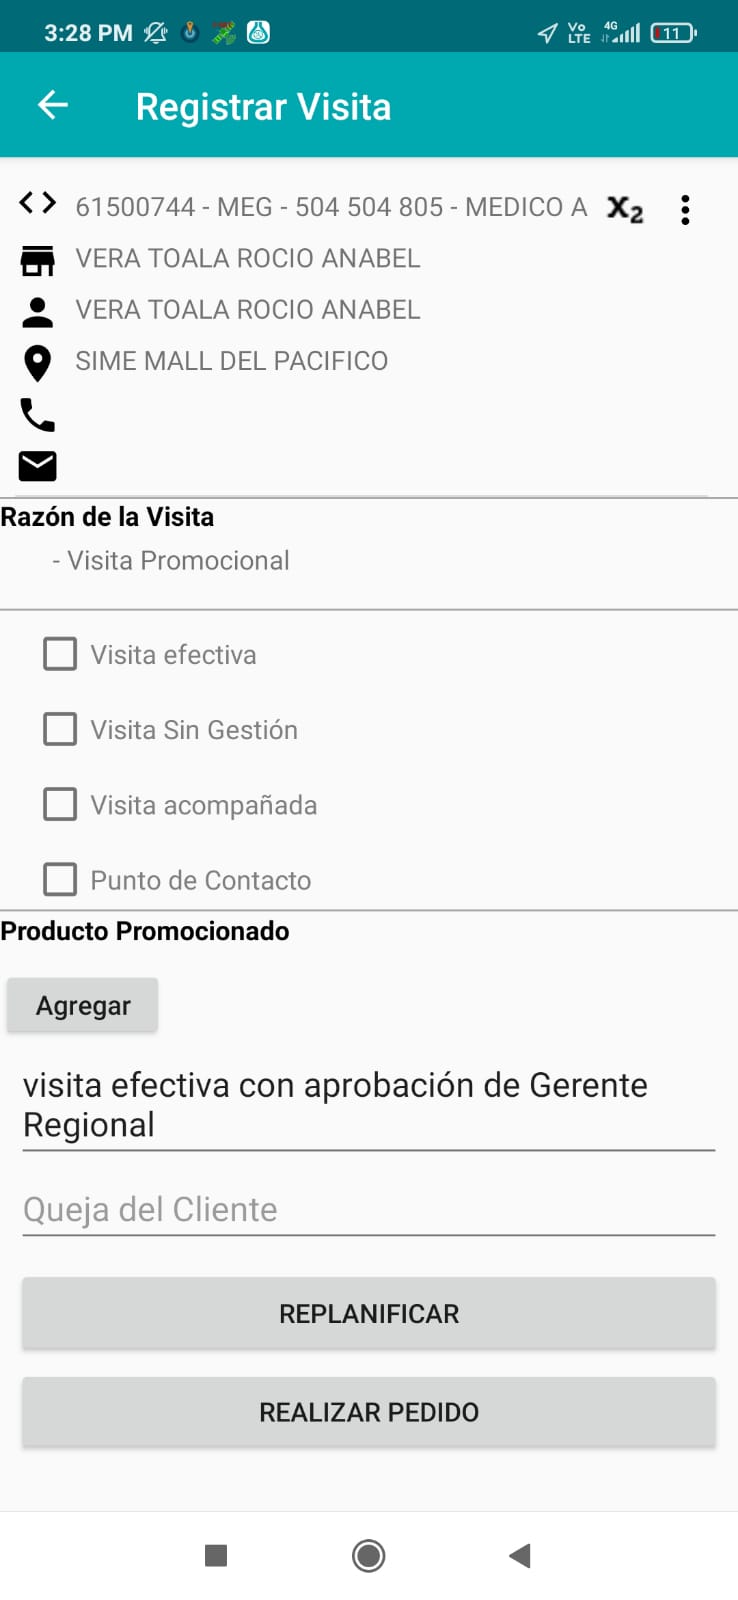 3:28 PM
Vo LTE
4G
11
Registrar Visita
61500744 - MEG - 504 504 805 - MEDICO A
X2
VERA TOALA ROCIO ANABEL
VERA TOALA ROCIO ANABEL
SIME MALL DEL PACIFICO
Razón de la Visita
- Visita Promocional
Visita efectiva
Visita Sin Gestión
Visita acompañada
Punto de Contacto
Producto Promocionado
Agregar
visita efectiva con aprobación de Gerente
Regional
Queja del Cliente
REPLANIFICAR
REALIZAR PEDIDO